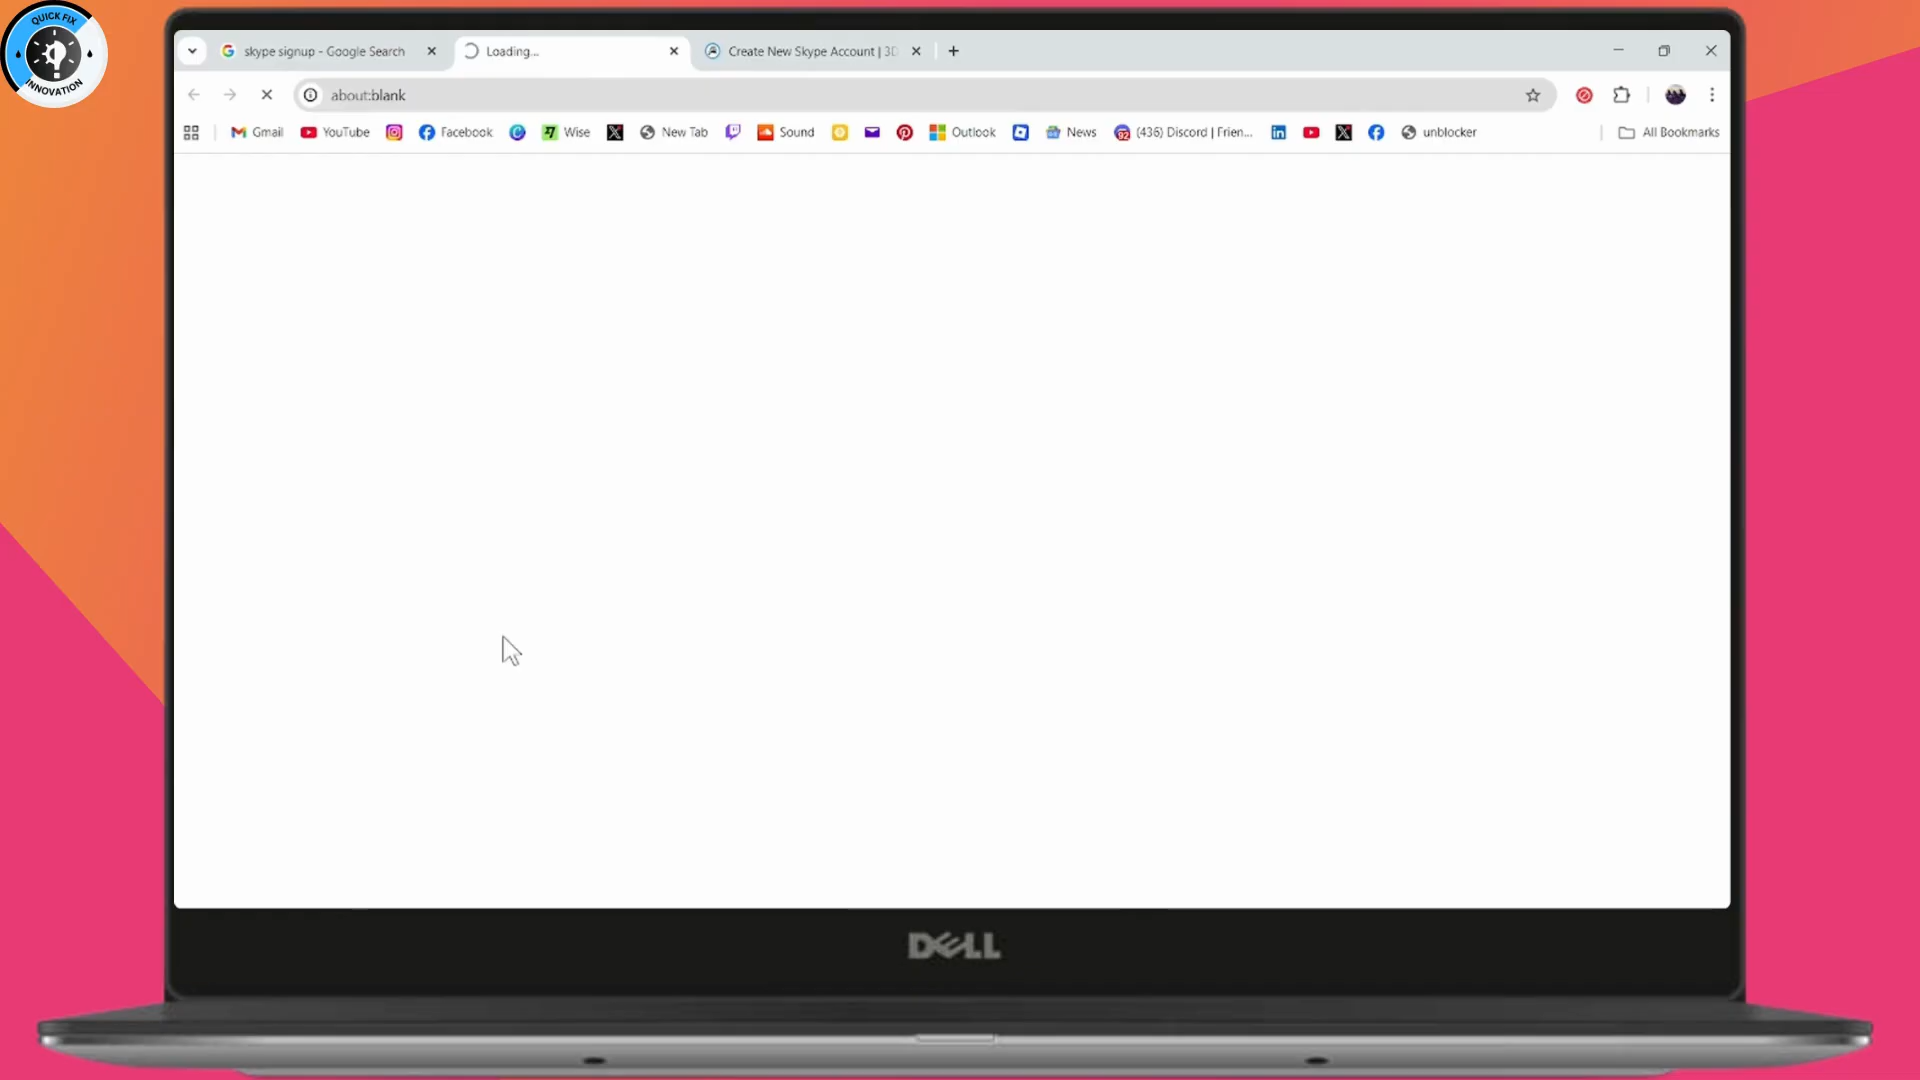 QUICK FIX
INNOVATION
skype signup - Google Search
Loading...
Create New Skype Account | 3D
about:blank
Gmail
YouTube
Facebook
Wise
New Tab
Sound
Outlook
News
92
(436) Discord | Frien...
unblocker
All Bookmarks
DELL